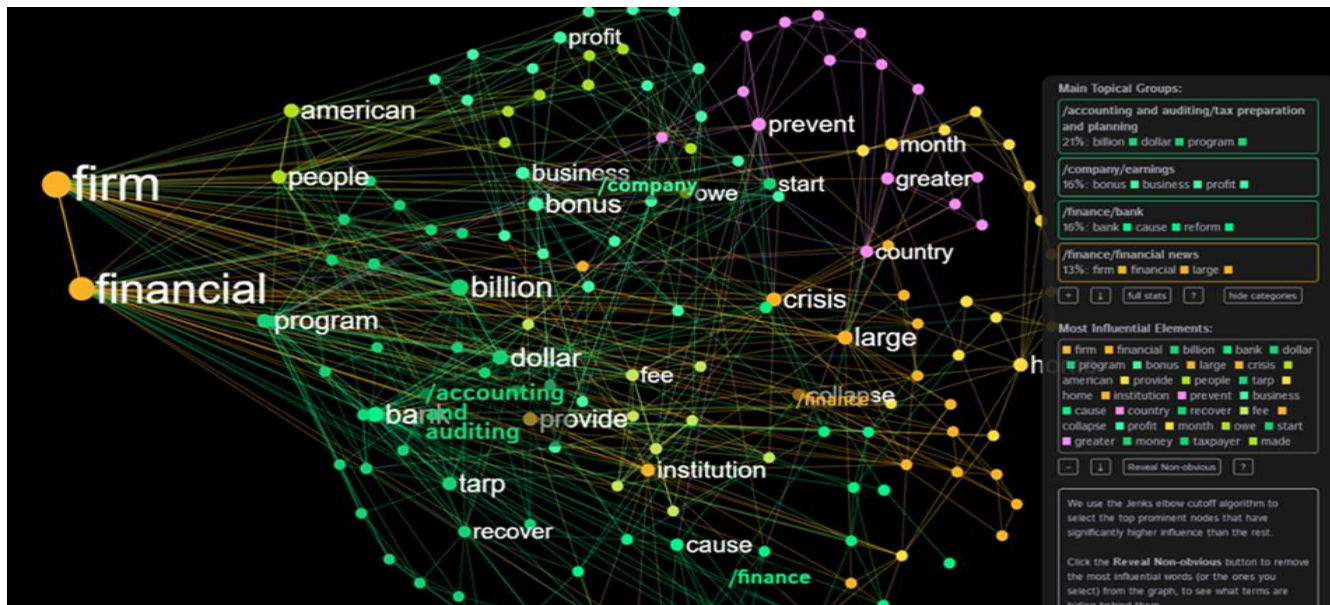 profit
american
prevent
month
firm
people
business
/company
owe
start
greater
bonus
country
financial
billion
crisis
program
large
dollar
fee
/accounting
and
auditing
bank
provide
collapse
/finance
institution
tarp
recover
cause
/finance
Main Topical Groups:
/accounting and auditing/tax preparation
and planning
21%: billion dollar program
/company/earnings
16%: bonus business profit
/finance/bank
16%: bank cause reform
/finance/financial news
13%: firm financial large
+ full stats ? hide categories
Most Influential Elements:
firm financial billion bank dollar
program bonus large crisis
american provide people tarp
home institution prevent business
cause country recover fee
collapse profit month owe start
greater money taxpayer made
- Reveal Non-obvious ?
We use the Jenks elbow cutoff algorithm to
select the top prominent nodes that have
significantly higher influence than the rest.
Click the Reveal Non-obvious button to remove
the most influential words (or the ones you
select) from the graph, to see what terms are